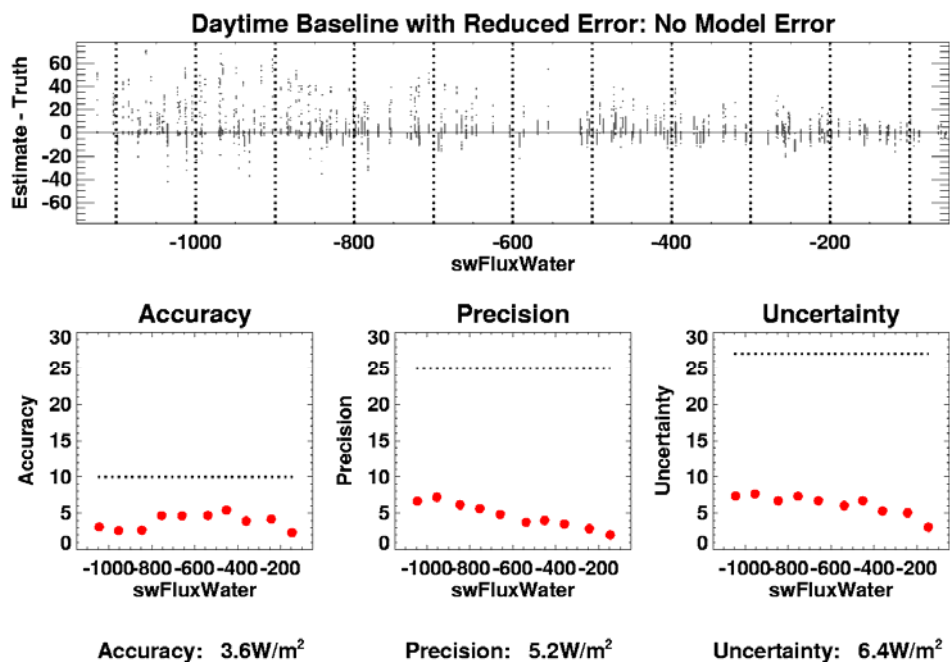 Daytime Baseline with Reduced Error: No Model Error
Estimate - Truth
60
40
20
0
-20
-40
-60
-1000 -800 -600 -400 -200
swFluxWater
Accuracy
Accuracy
30
25
20
15
10
5
0
-1000-800-600-400-200
swFluxWater
Precision
Precision
30
25
20
15
10
5
0
-1000-800-600-400-200
swFluxWater
Uncertainty
Uncertainty
30
25
20
15
10
5
0
-1000-800-600-400-200
swFluxWater
Accuracy: 3.6W/m² Precision: 5.2W/m² Uncertainty: 6.4W/m²